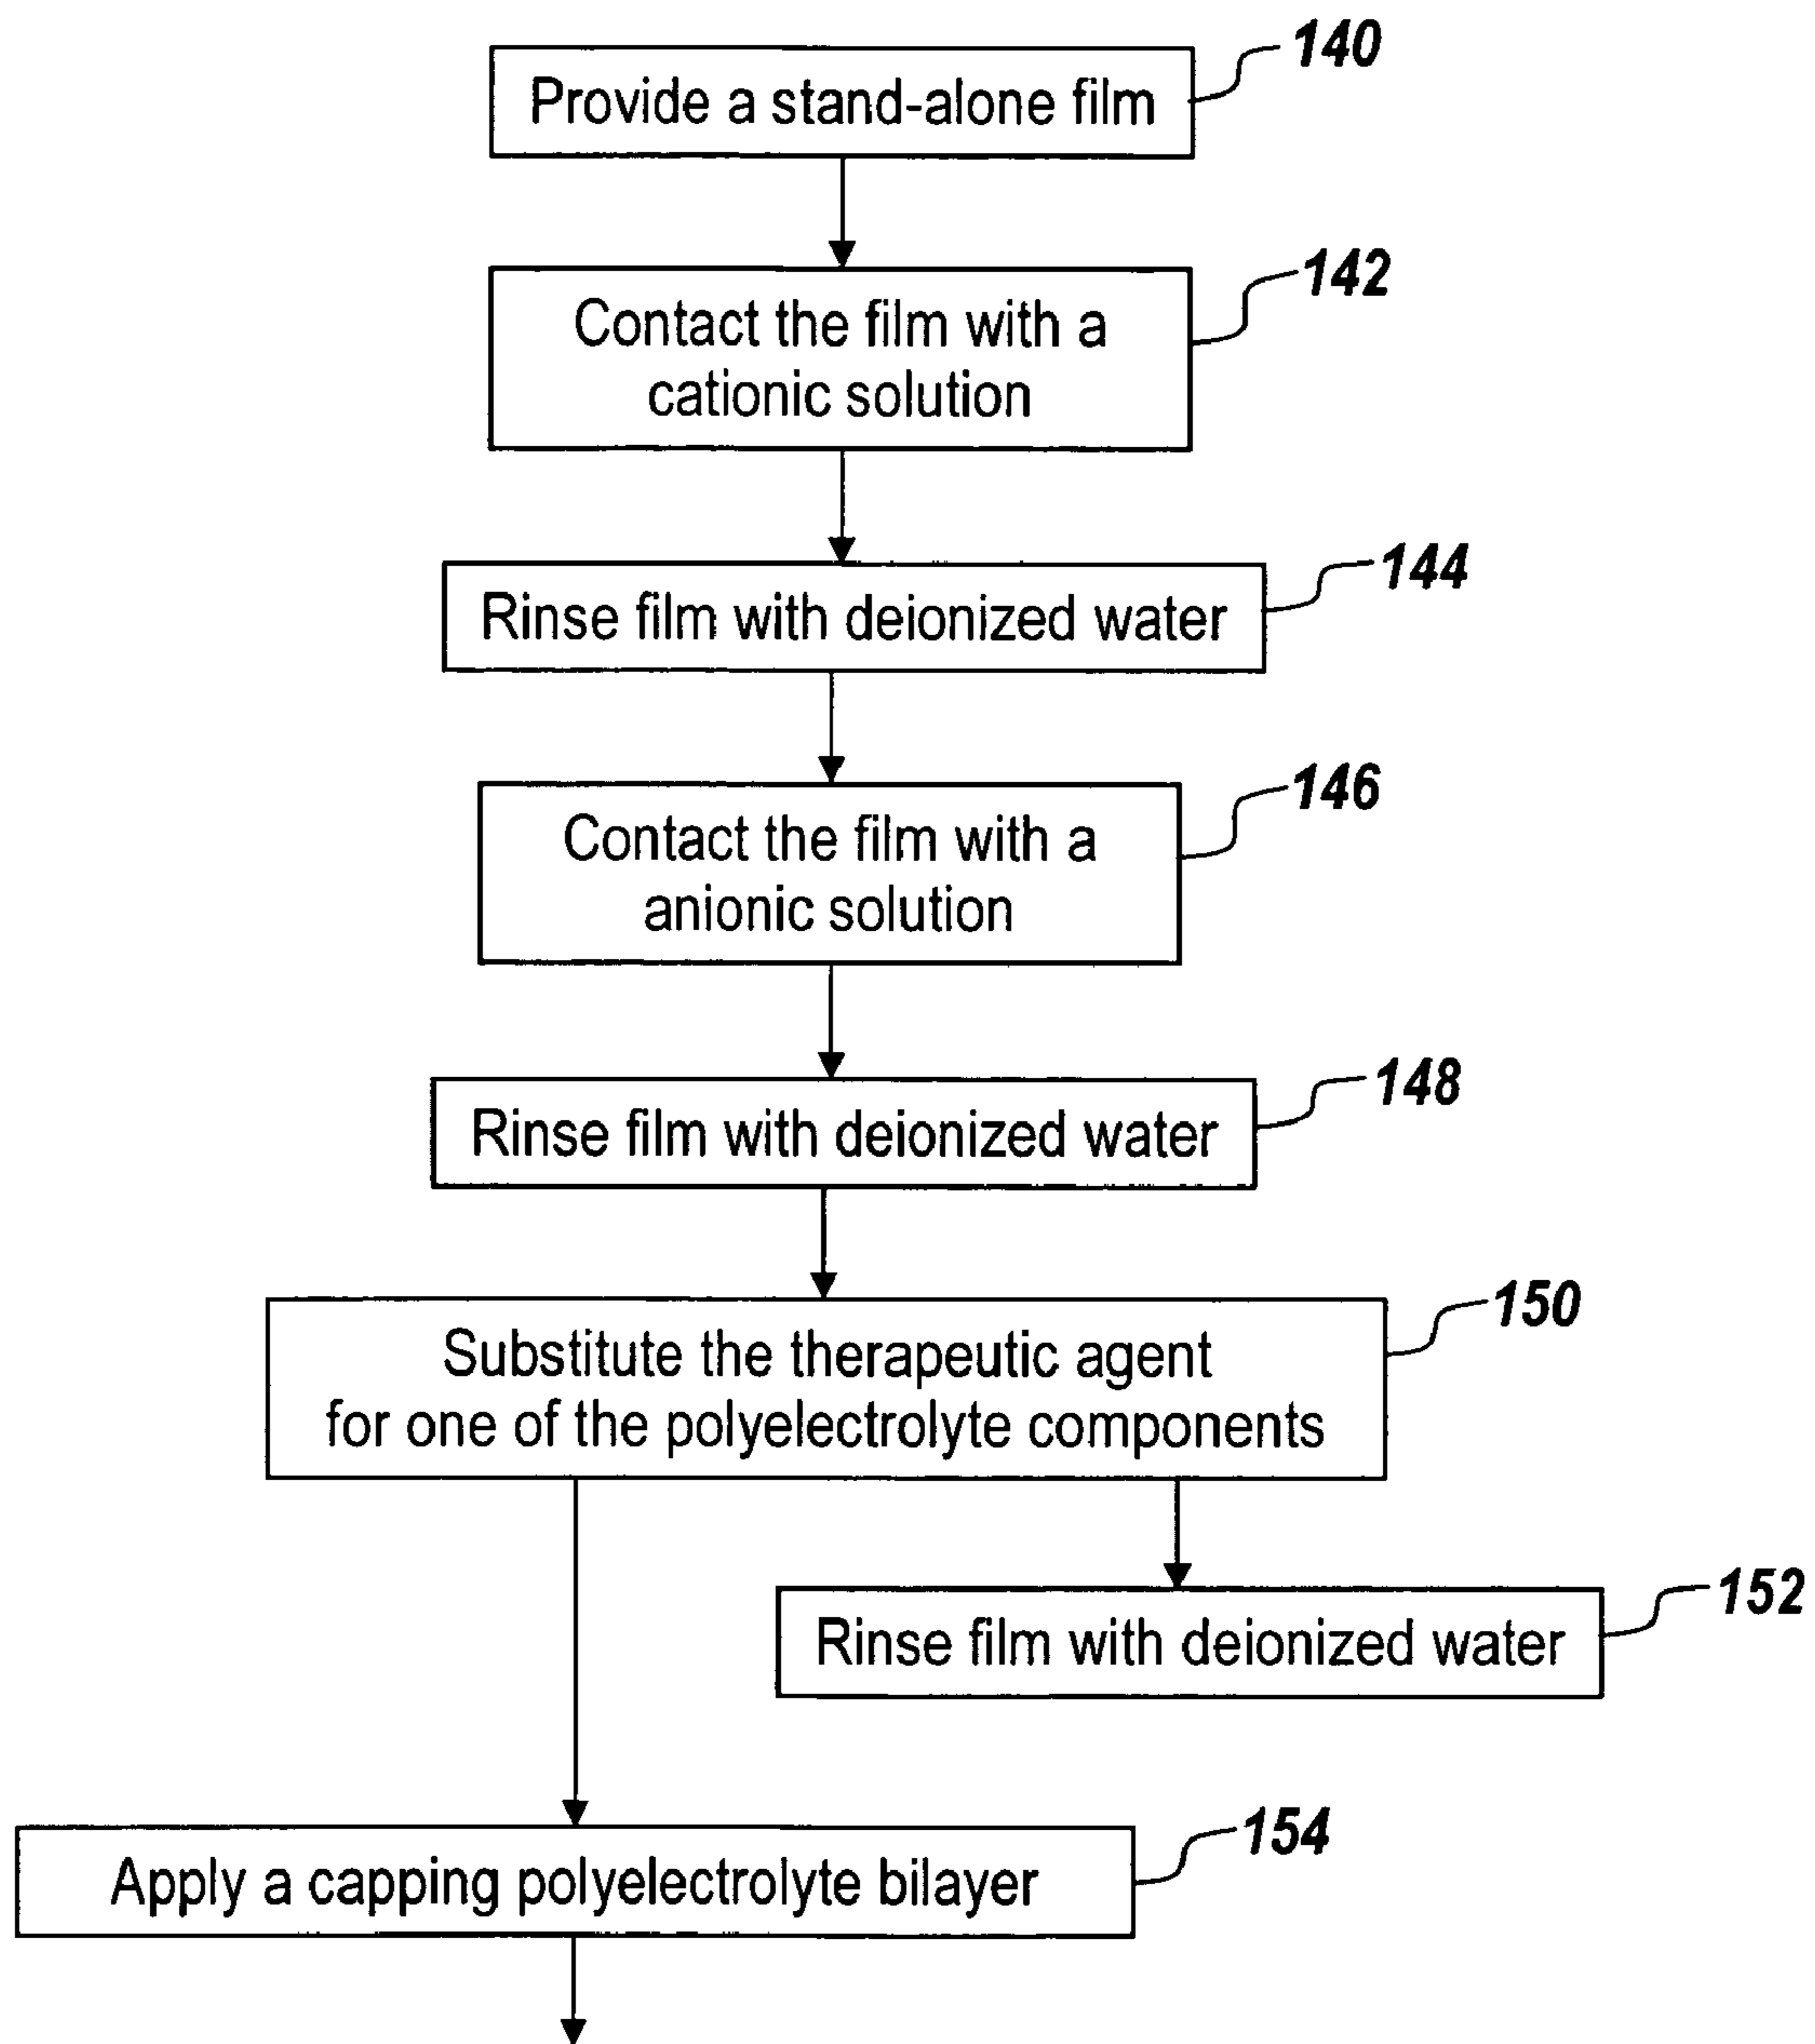 140
Provide a stand-alone film
142
Contact the film with a
cationic solution
144
Rinse film with deionized water
146
Contact the film with a
anionic solution
148
Rinse film with deionized water
150
Substitute the therapeutic agent
for one of the polyelectrolyte components
152
Rinse film with deionized water
154
Apply a capping polyelectrolyte bilayer